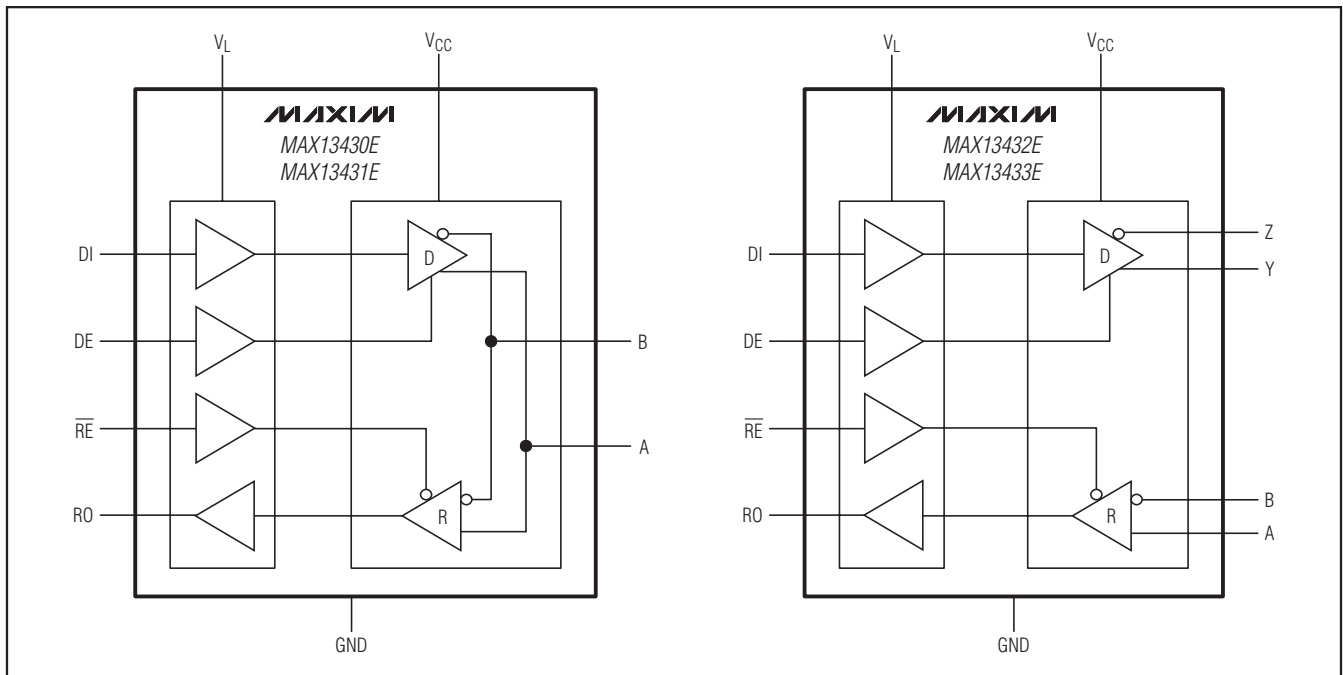 VL
VCC
MAXIM
MAX13430E
MAX13431E
DI
D
DE
B
RE
A
RO
R
GND
VL
VCC
MAXIM
MAX13432E
MAX13433E
Z
DI
D
Y
DE
RE
B
RO
R
A
GND